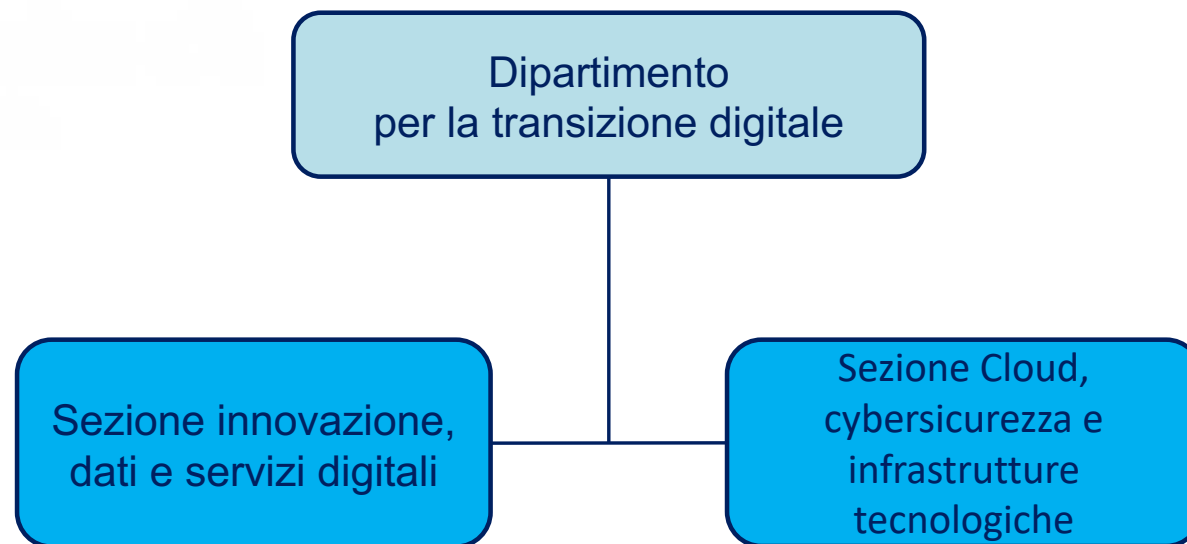 Dipartimento
per la transizione digitale
Sezione innovazione,
dati e servizi digitali
Sezione Cloud,
cybersicurezza e
infrastrutture
tecnologiche